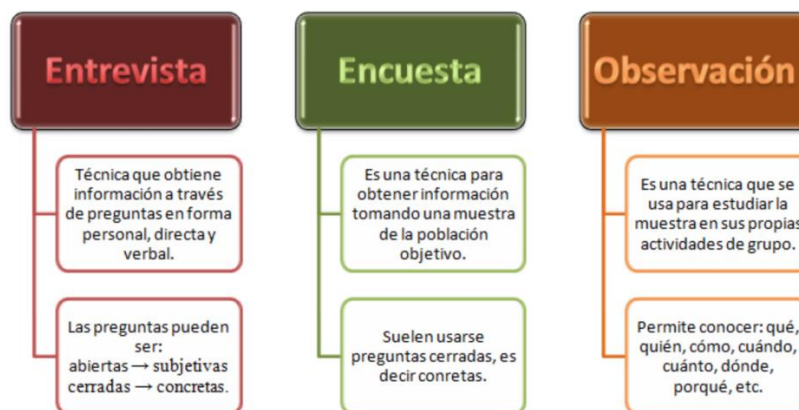 Entrevista
Técnica que obtiene
información a través
de preguntas en forma
personal, directa y
verbal.
Las preguntas pueden
ser:
abiertas → subjetivas
cerradas → concretas.
Encuesta
Es una técnica para
obtener información
tomando una muestra
de la población
objetivo.
Suelen usarse
preguntas cerradas, es
decir conretas.
Observación
Es una técnica que se
usa para estudiar la
muestra en sus propias
actividades de grupo.
Permite conocer: qué,
quién, cómo, cuándo,
cuánto, dónde,
porqué, etc.